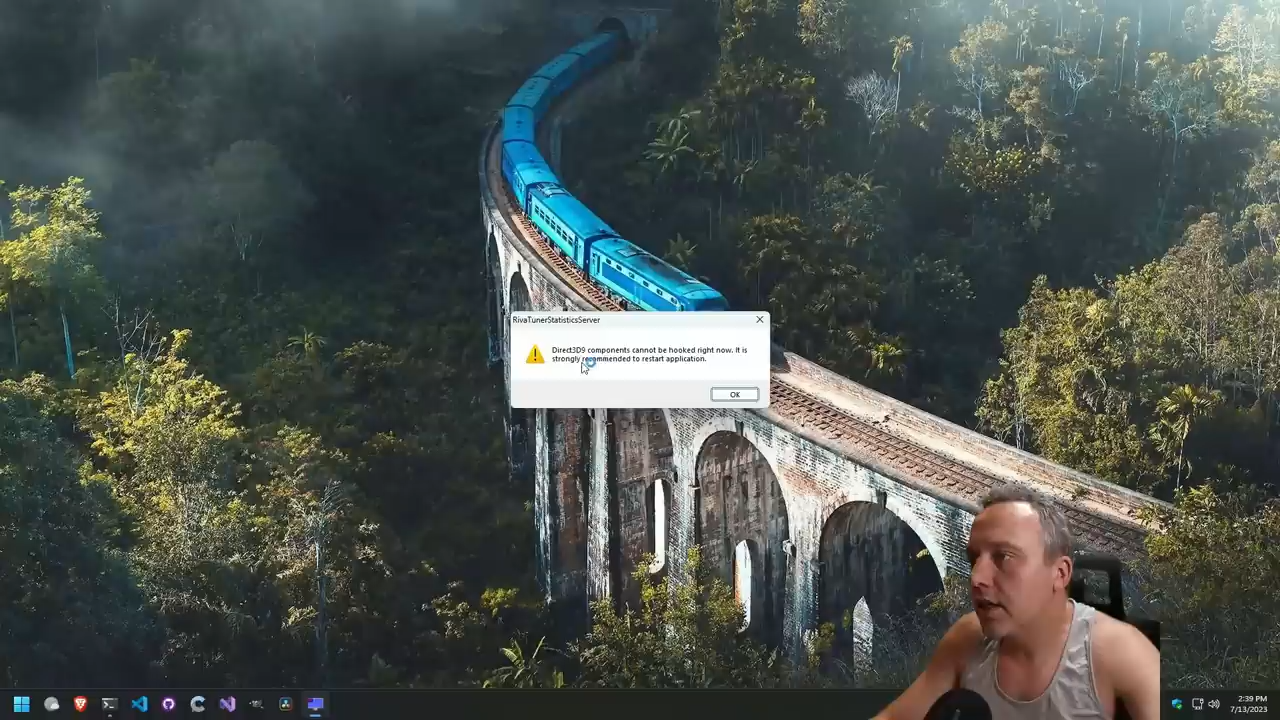 RivaTunerStatisticsServer
Direct3D9 components cannot be hooked right now. It is
strongly recommended to restart application.
OK
2:39 PM
7/13/2023